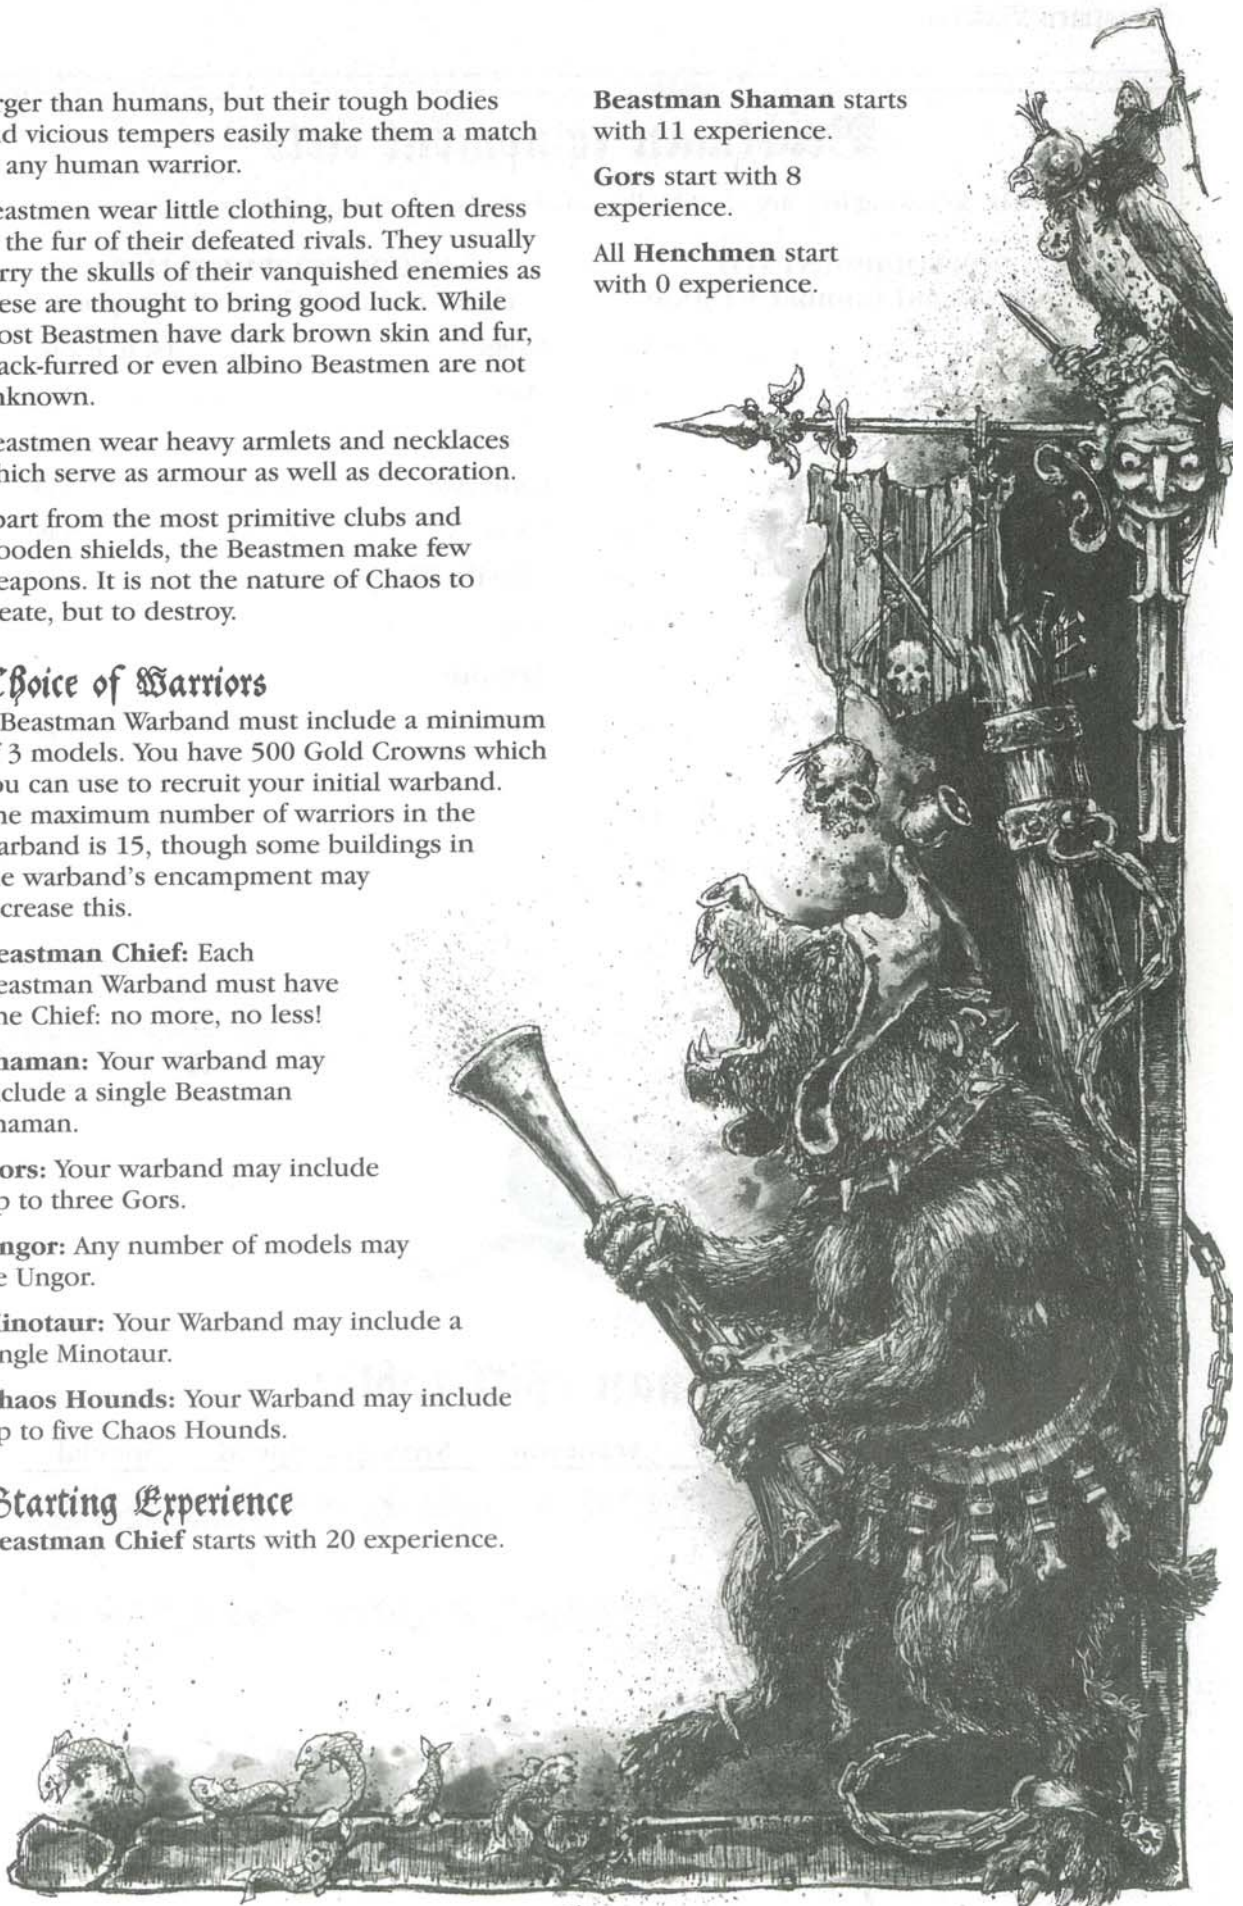 rger than humans, but their tough bodies
d vicious tempers easily make them a match
any human warrior.
eastmen wear little clothing, but often dress
the fur of their defeated rivals. They usually
rry the skulls of their vanquished enemies as
ese are thought to bring good luck. While
ost Beastmen have dark brown skin and fur,
ack-furred or even albino Beastmen are not
nknown.
eastmen wear heavy armlets and necklaces
hich serve as armour as well as decoration.
part from the most primitive clubs and
ooden shields, the Beastmen make few
eapons. It is not the nature of Chaos to
eate, but to destroy.
Choice of Warriors
Beastman Warband must include a minimum
f 3 models. You have 500 Gold Crowns which
ou can use to recruit your initial warband.
he maximum number of warriors in the
arband is 15, though some buildings in
e warband's encampment may
crease this.
eastman Chief: Each
eastman Warband must have
ne Chief: no more, no less!
haman: Your warband may
clude a single Beastman
haman.
ors: Your warband may include
p to three Gors.
ngor: Any number of models may
e Ungor.
inotaur: Your Warband may include a
ngle Minotaur.
haos Hounds: Your Warband may include
p to five Chaos Hounds.
Starting Experience
eastman Chief starts with 20 experience.
Beastman Shaman starts
with 11 experience.
Gors start with 8
experience.
All Henchmen start
with 0 experience.